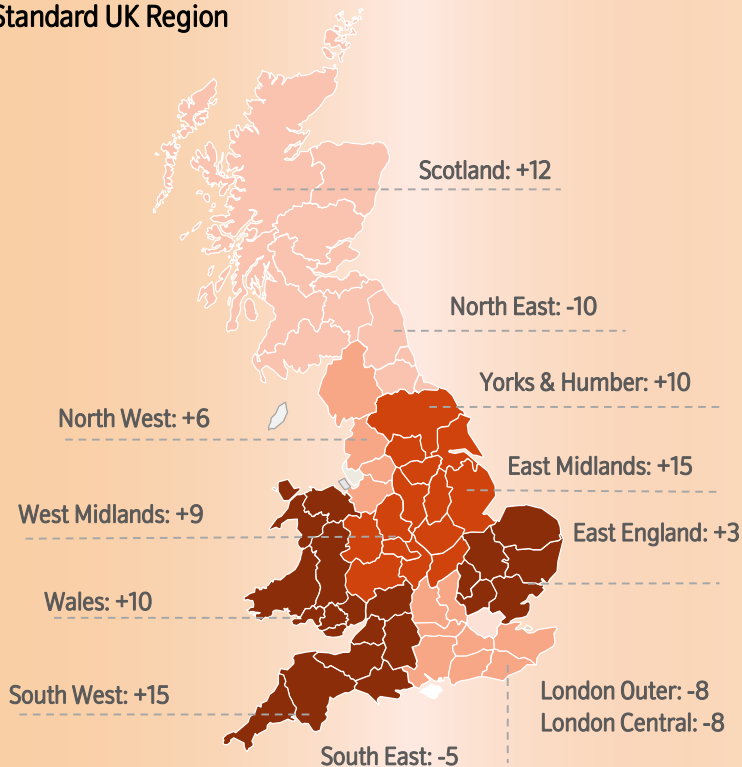 Standard UK Region
Scotland: +12
North East: -10
Yorks & Humber: +10
North West: +6
East Midlands: +15
West Midlands: +9
East England: +3
Wales: +10
South West: +15
London Outer: -8
London Central: -8
South East: -5